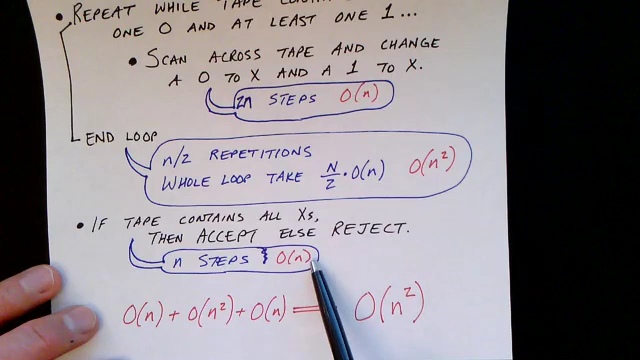 • REPEAT WHILE TAPE
ONE 0 AND AT LEAST ONE 1...
• SCAN ACROSS TAPE AND CHANGE
A 0 TO X AND A 1 TO X.
2n STEPS O(n)
END LOOP
n/2 REPETITIONS
WHOLE LOOP TAKE N/2 · O(n) O(n²)
• IF TAPE CONTAINS ALL Xs,
THEN ACCEPT ELSE REJECT.
n STEPS O(n)
O(n) + O(n²) + O(n) = O(n²)